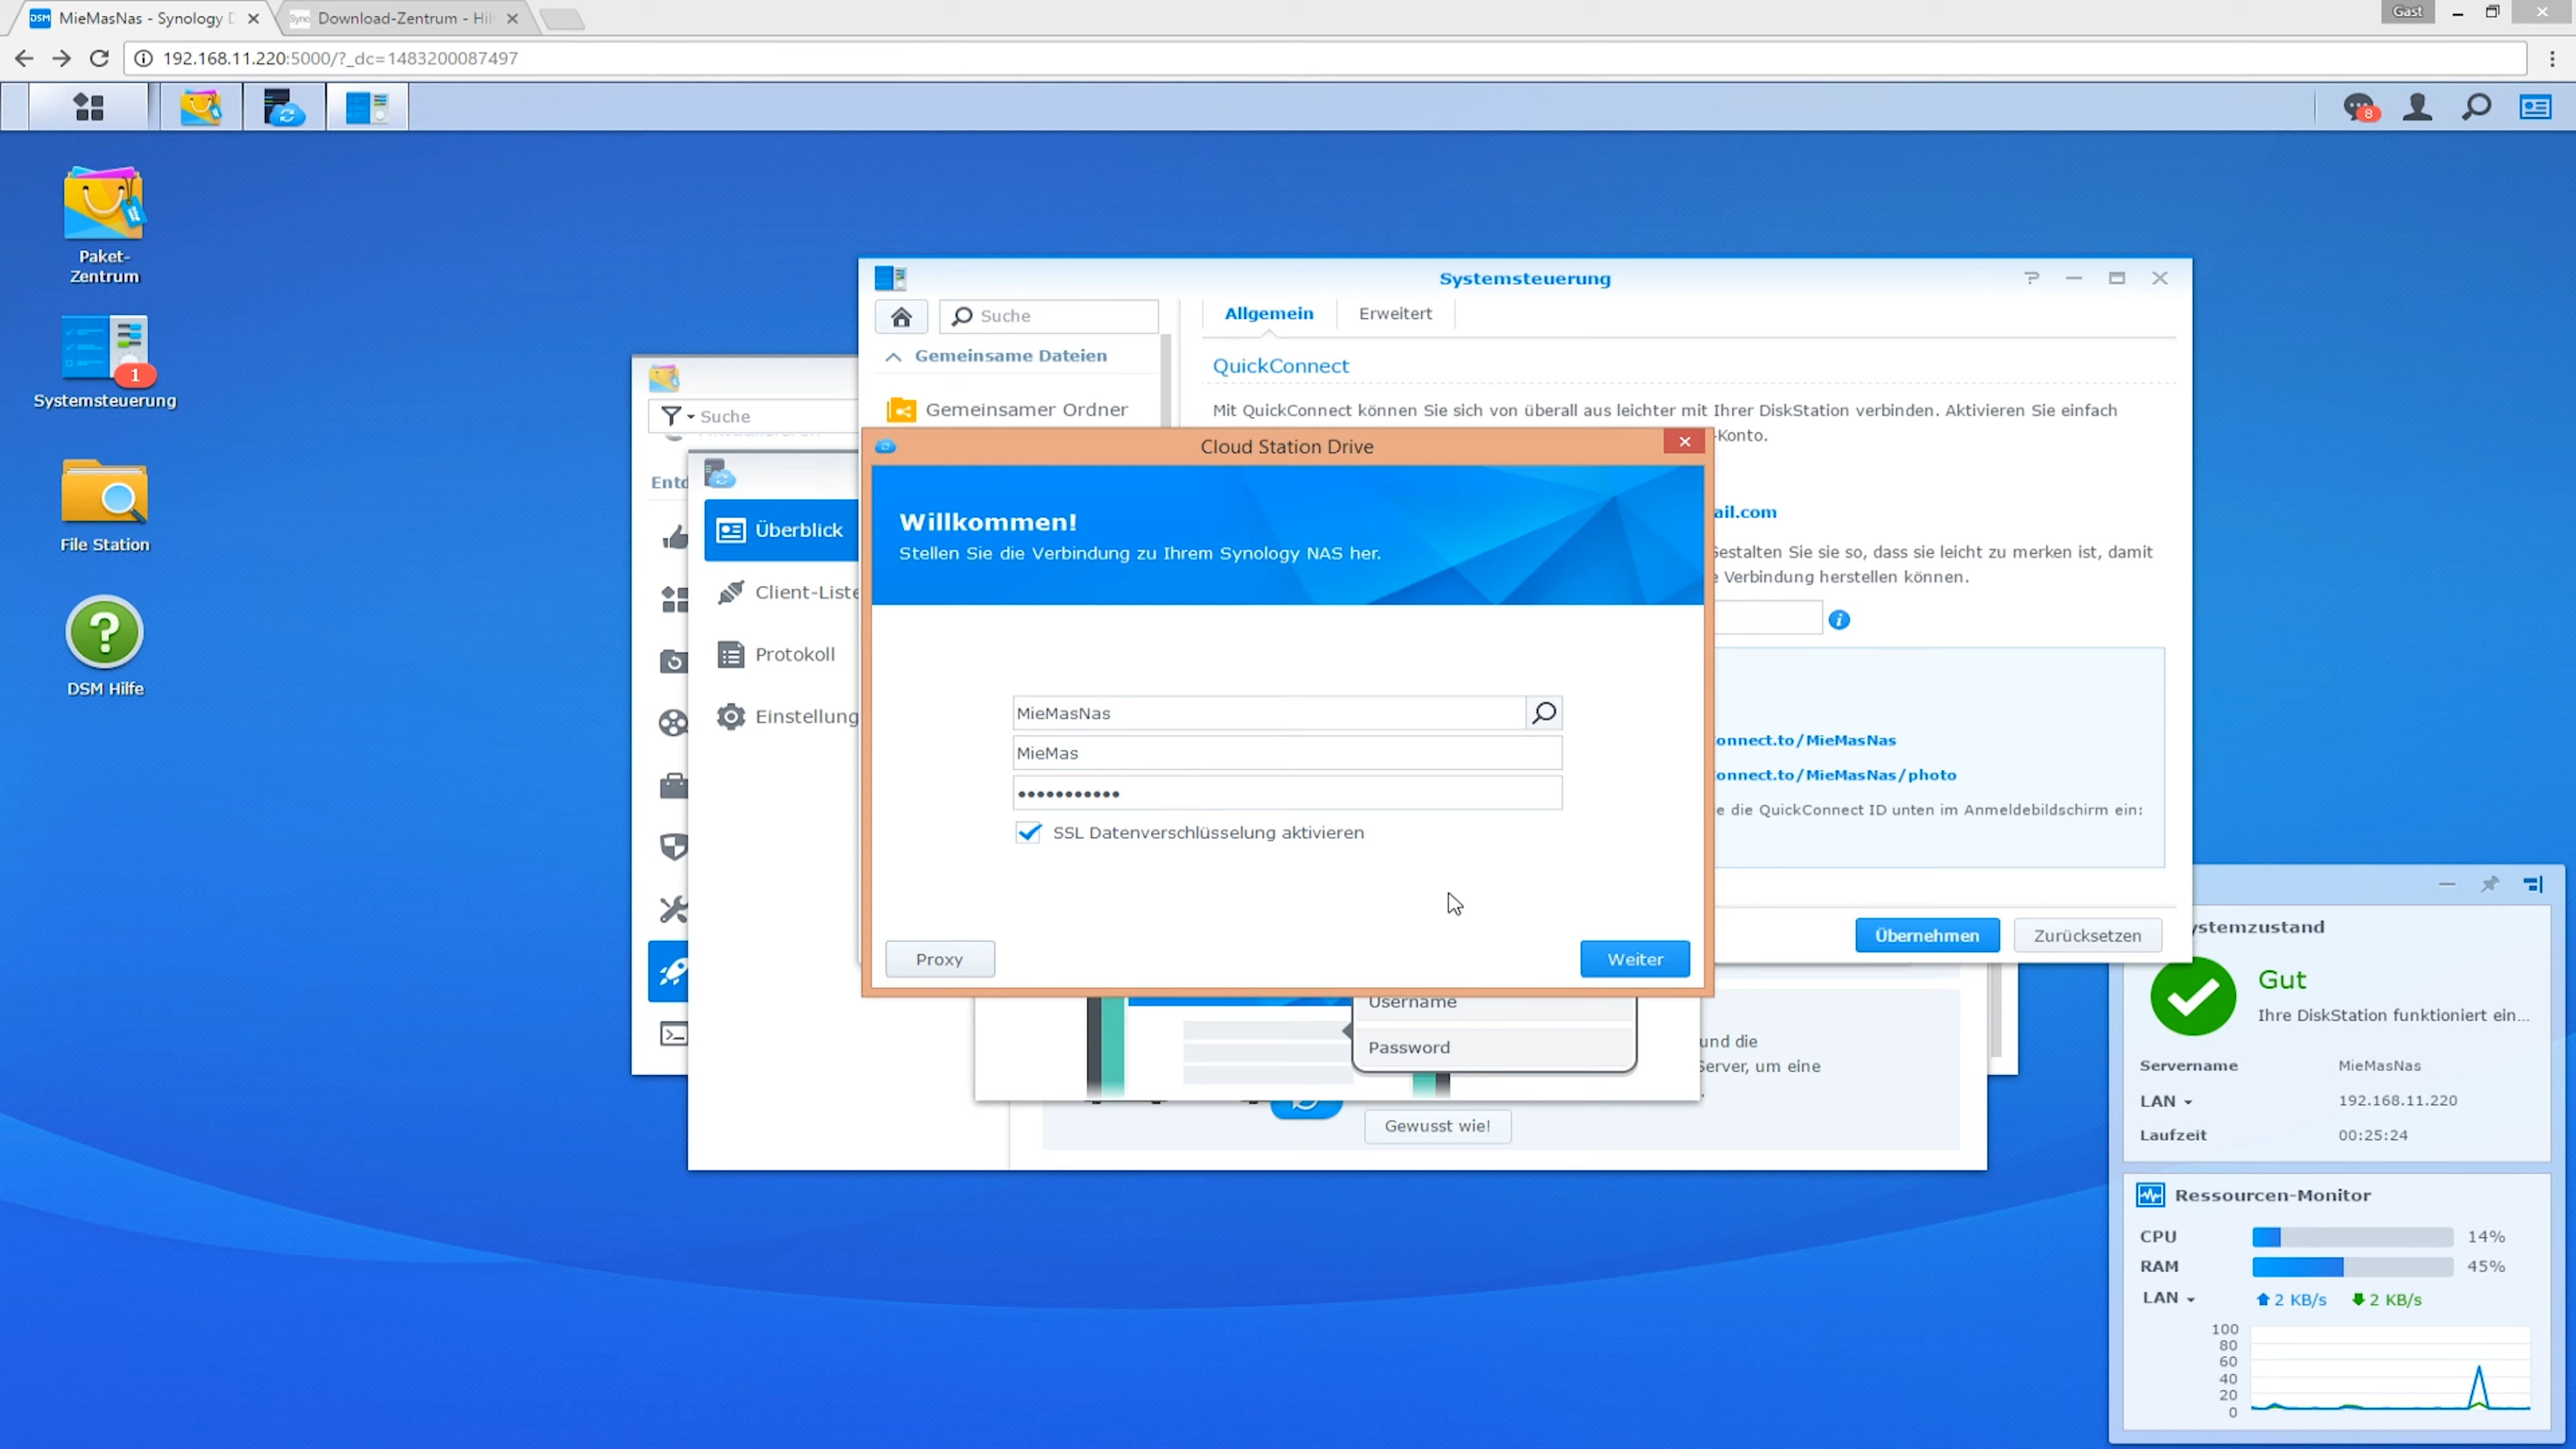 MieMasNas - Synology D
Download-Zentrum - Hil
Gast
192.168.11.220:5000/?_dc=1483200087497
8
Paket-
Zentrum
1
Systemsteuerung
File Station
DSM Hilfe
Systemsteuerung
Suche
Allgemein
Erweitert
Gemeinsame Dateien
QuickConnect
Gemeinsamer Ordner
Mit QuickConnect können Sie sich von überall aus leichter mit Ihrer DiskStation verbinden. Aktivieren Sie einfach
-Konto.
ail.com
Gestalten Sie sie so, dass sie leicht zu merken ist, damit
e Verbindung herstellen können.
onnect.to/MieMasNas
onnect.to/MieMasNas/photo
e die QuickConnect ID unten im Anmeldebildschirm ein:
Übernehmen
Zurücksetzen
Suche
Entd
Überblick
Client-Liste
Protokoll
Einstellung
Cloud Station Drive
Willkommen!
Stellen Sie die Verbindung zu Ihrem Synology NAS her.
MieMasNas
MieMas
•••••••••••
SSL Datenverschlüsselung aktivieren
Proxy
Weiter
Username
Password
und die
Server, um eine
Gewusst wie!
ystemzustand
Gut
Ihre DiskStation funktioniert ein...
Servername MieMasNas
LAN 192.168.11.220
Laufzeit 00:25:24
Ressourcen-Monitor
CPU 14%
RAM 45%
LAN 2 KB/s 2 KB/s
100
80
60
40
20
0